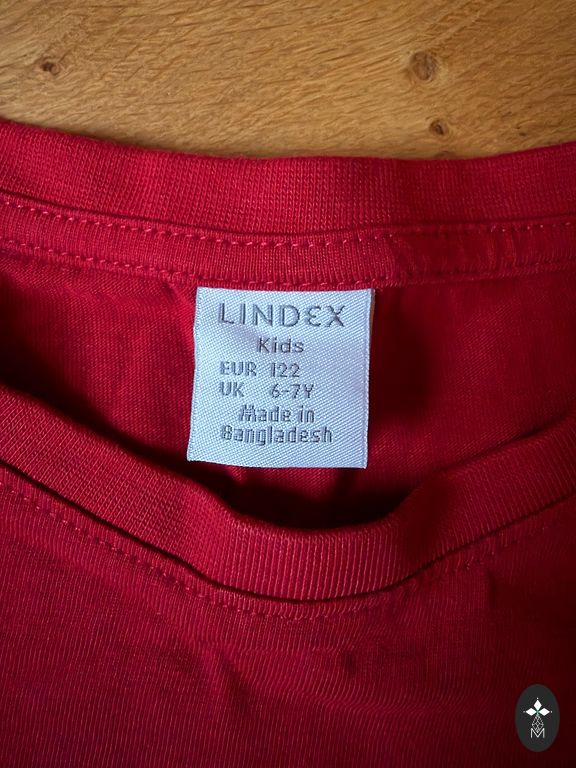 LINDEX
Kids
EUR 122
UK 6-7Y
Made in
Bangladesh
M